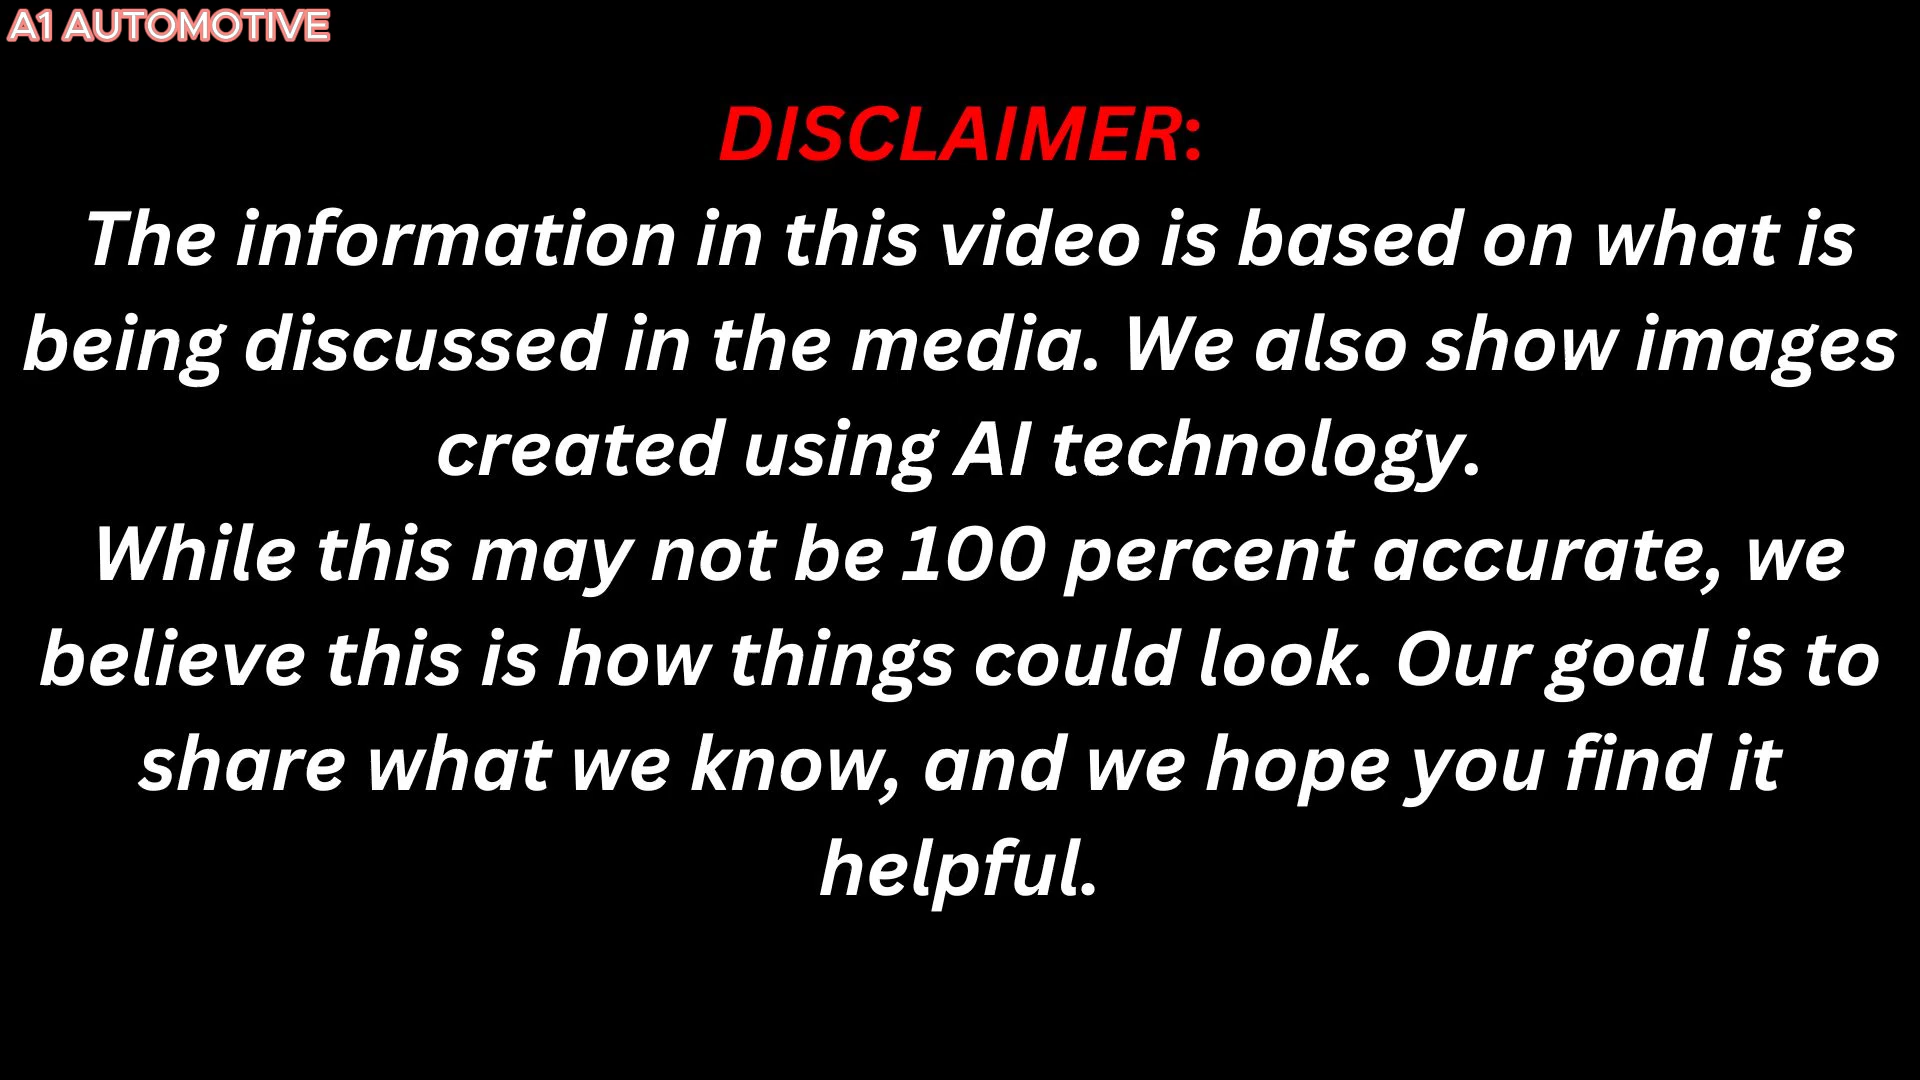 A1 AUTOMOTIVE
DISCLAIMER:
The information in this video is based on what is
being discussed in the media. We also show images
created using AI technology.
While this may not be 100 percent accurate, we
believe this is how things could look. Our goal is to
share what we know, and we hope you find it
helpful.